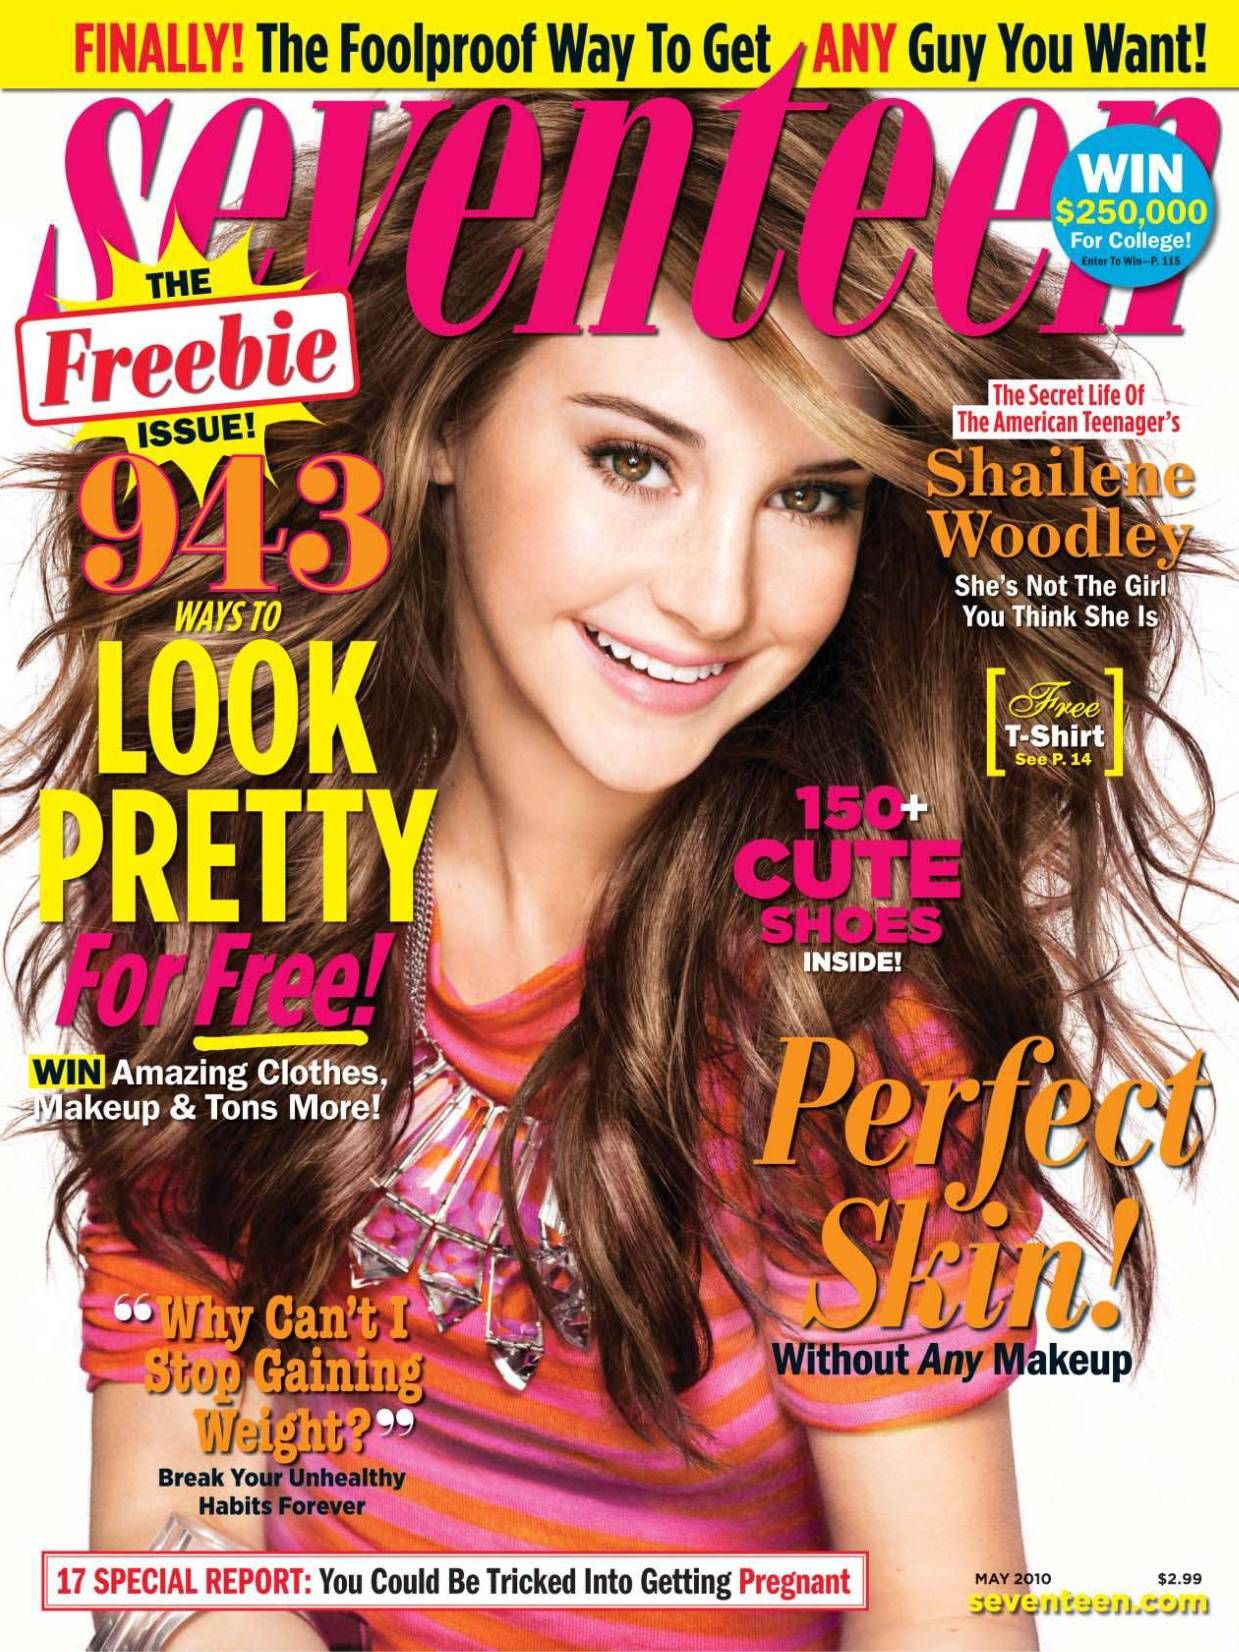 FINALLY! The Foolproof Way To Get ANY Guy You Want!
seventeen
WIN
$250,000
For College!
Enter To Win—P. 115
THE
Freebie
ISSUE!
943
WAYS TO
LOOK
PRETTY
For Free!
WIN Amazing Clothes,
Makeup & Tons More!
The Secret Life Of
The American Teenager's
Shailene
Woodley
She's Not The Girl
You Think She Is
Free
T-Shirt
See P. 14
150+
CUTE
SHOES
INSIDE!
Perfect
Skin!
Without Any Makeup
“Why Can't I
Stop Gaining
Weight?”
Break Your Unhealthy
Habits Forever
17 SPECIAL REPORT: You Could Be Tricked Into Getting Pregnant
MAY 2010 $2.99
seventeen.com